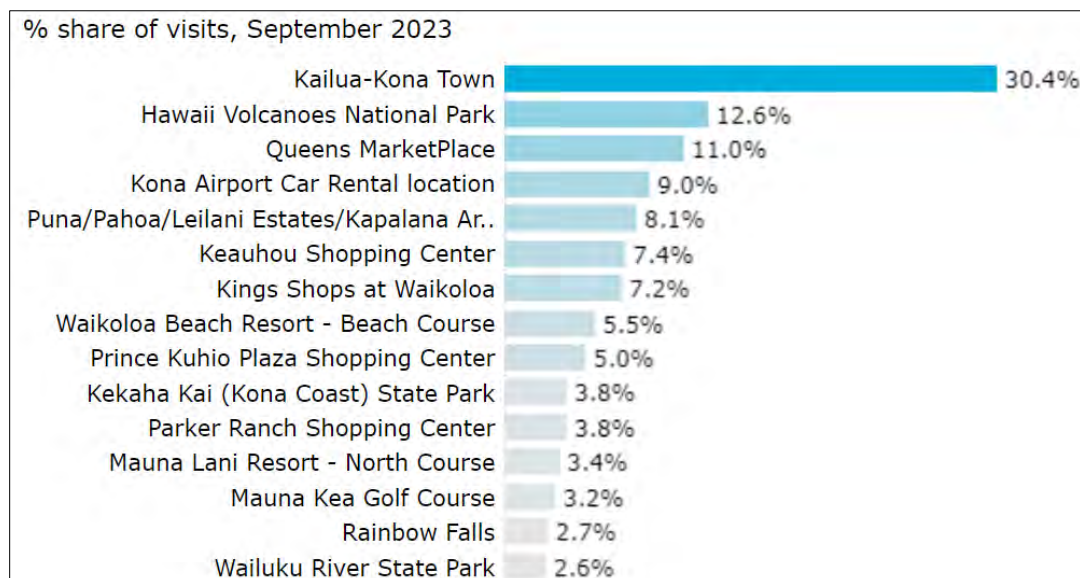 % share of visits, September 2023
Kailua-Kona Town 30.4%
Hawaii Volcanoes National Park 12.6%
Queens MarketPlace 11.0%
Kona Airport Car Rental location 9.0%
Puna/Pahoa/Leilani Estates/Kapalana Ar.. 8.1%
Keauhou Shopping Center 7.4%
Kings Shops at Waikoloa 7.2%
Waikoloa Beach Resort - Beach Course 5.5%
Prince Kuhio Plaza Shopping Center 5.0%
Kekaha Kai (Kona Coast) State Park 3.8%
Parker Ranch Shopping Center 3.8%
Mauna Lani Resort - North Course 3.4%
Mauna Kea Golf Course 3.2%
Rainbow Falls 2.7%
Wailuku River State Park 2.6%